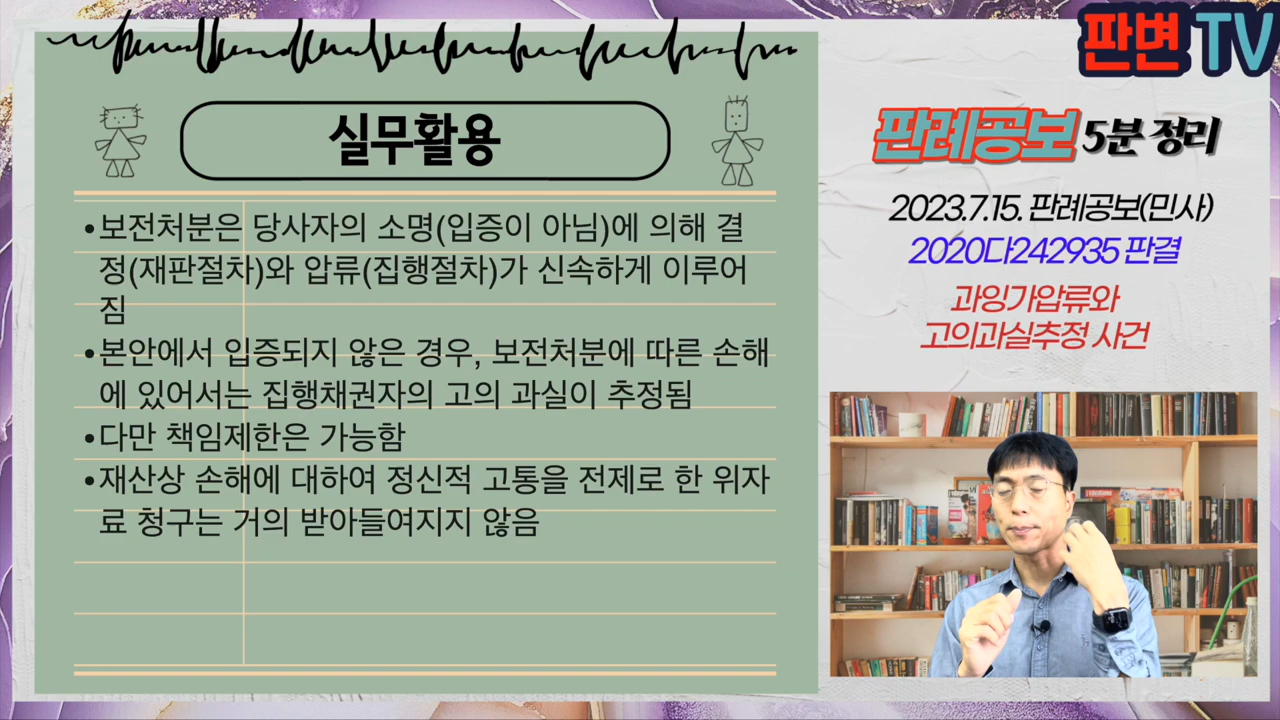 판변 TV
실무활용
•보전처분은 당사자의 소명(입증이 아님)에 의해 결
정(재판절차)와 압류(집행절차)가 신속하게 이루어
짐
•본안에서 입증되지 않은 경우, 보전처분에 따른 손해
에 있어서는 집행채권자의 고의 과실이 추정됨
•다만 책임제한은 가능함
•재산상 손해에 대하여 정신적 고통을 전제로 한 위자
료 청구는 거의 받아들여지지 않음
판례공보 5분 정리
2023.7.15. 판례공보(민사)
2020다242935 판결
과잉가압류와
고의과실추정 사건